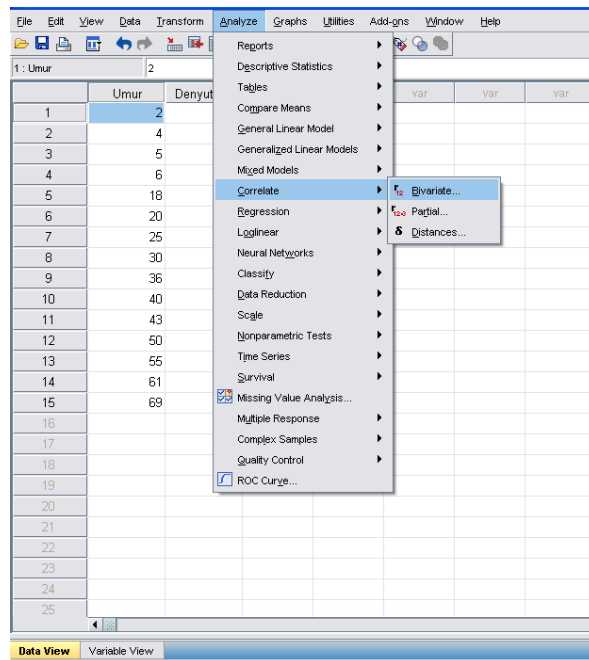 File Edit View Data Transform Analyze Graphs Utilities Add-ons Window Help
1 : Umur 2
Umur Denyut var var var
1 2
2 4
3 5
4 6
5 18
6 20
7 25
8 30
9 36
10 40
11 43
12 50
13 55
14 61
15 69
16
17
18
19
20
21
22
23
24
25
Reports
Descriptive Statistics
Tables
Compare Means
General Linear Model
Generalized Linear Models
Mixed Models
Correlate
Regression
Loglinear
Neural Networks
Classify
Data Reduction
Scale
Nonparametric Tests
Time Series
Survival
Missing Value Analysis...
Multiple Response
Complex Samples
Quality Control
ROC Curve...
r12 Bivariate...
r12.3 Partial...
δ Distances...
Data View Variable View